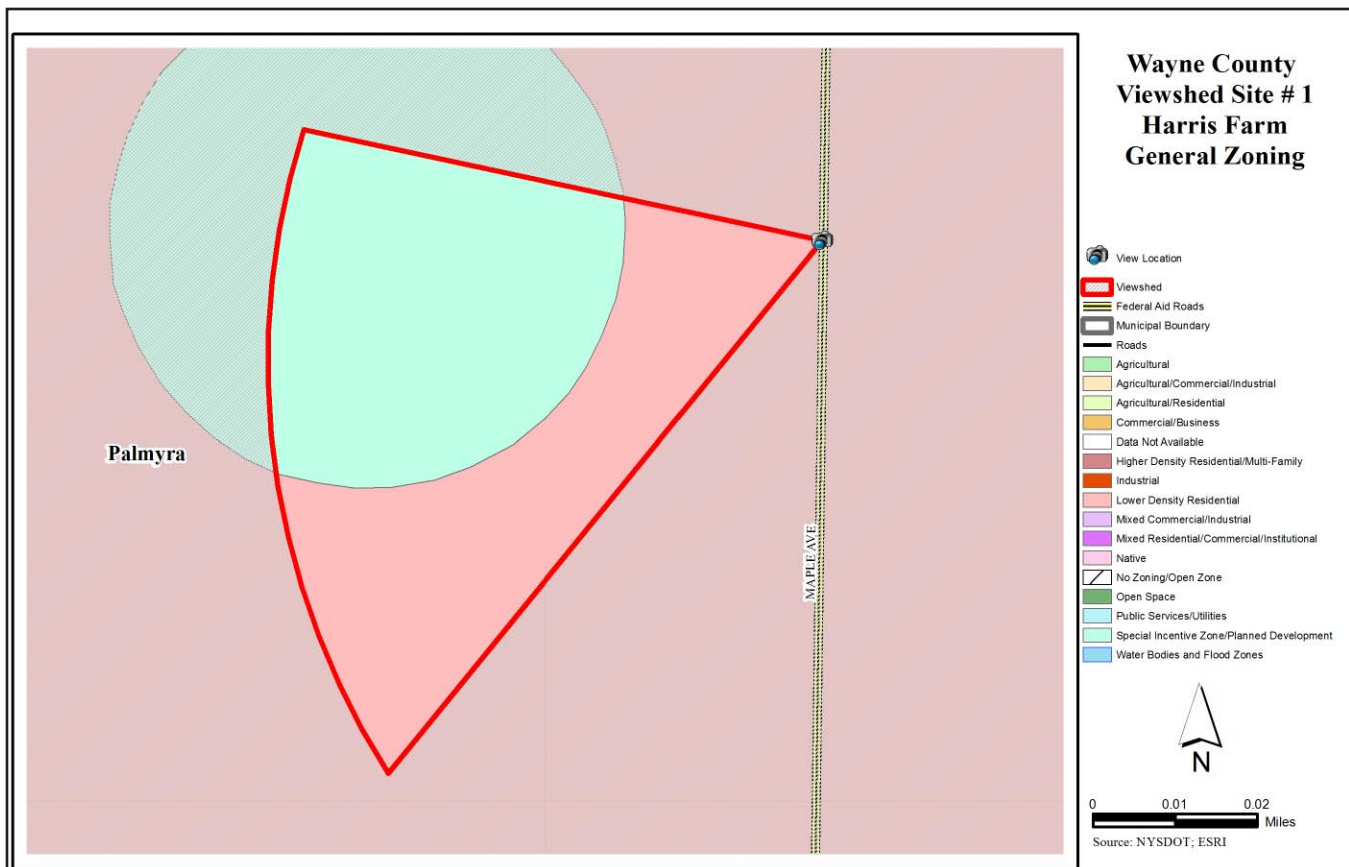 Wayne County
Viewshed Site # 1
Harris Farm
General Zoning
View Location
Viewshed
Federal Aid Roads
Municipal Boundary
Roads
Agricultural
Agricultural/Commercial/Industrial
Agricultural/Residential
Commercial/Business
Data Not Available
Higher Density Residential/Multi-Family
Industrial
Lower Density Residential
Mixed Commercial/Industrial
Mixed Residential/Commercial/Institutional
Native
No Zoning/Open Zone
Open Space
Public Services/Utilities
Special Incentive Zone/Planned Development
Water Bodies and Flood Zones
N
0 0.01 0.02
Miles
Source: NYSDOT; ESRI
Palmyra
MAPLE AVE